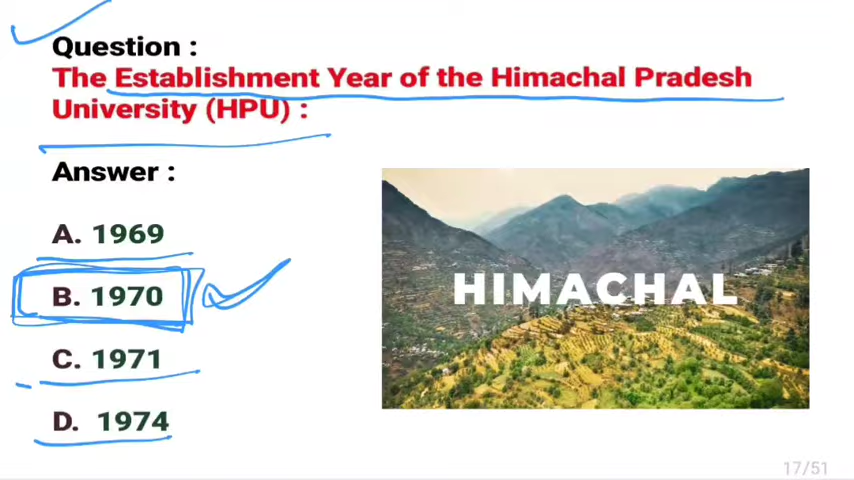 Question :
The Establishment Year of the Himachal Pradesh
University (HPU) :
Answer :
A. 1969
B. 1970
C. 1971
D. 1974
HIMACHAL
17/51